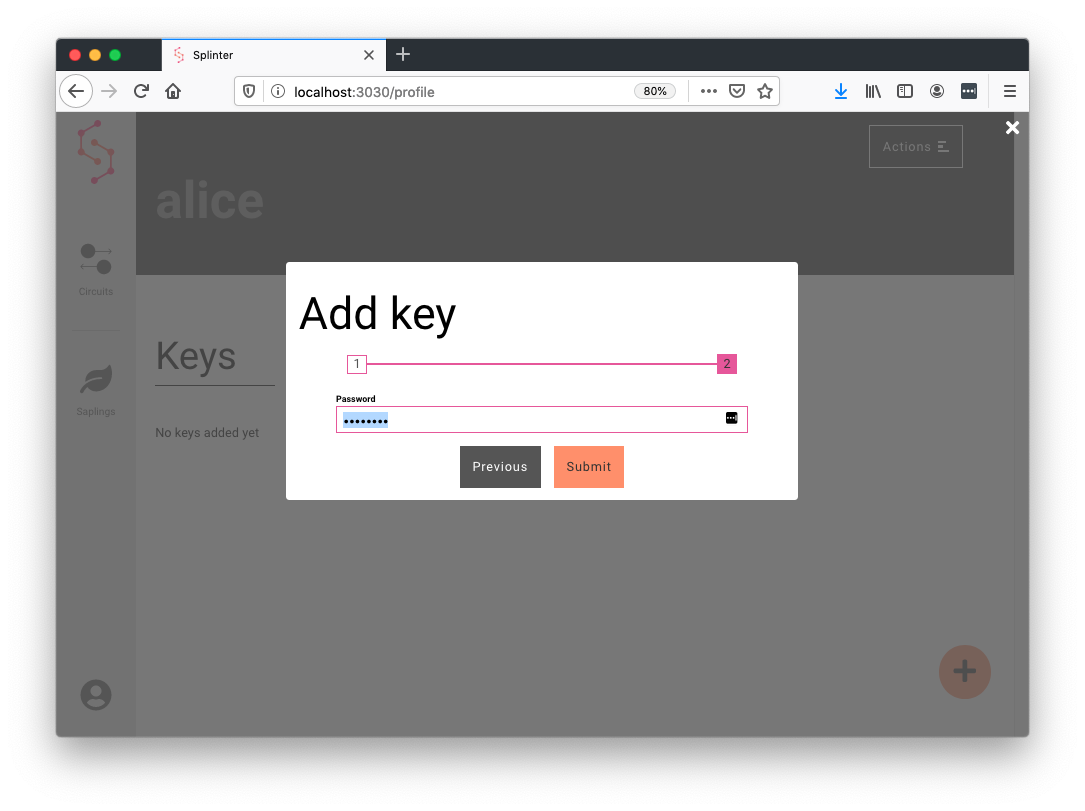 Splinter
localhost:3030/profile
80%
Actions
alice
Circuits
Add key
1
2
Keys
Password
••••••••
Saplings
No keys added yet
Previous
Submit